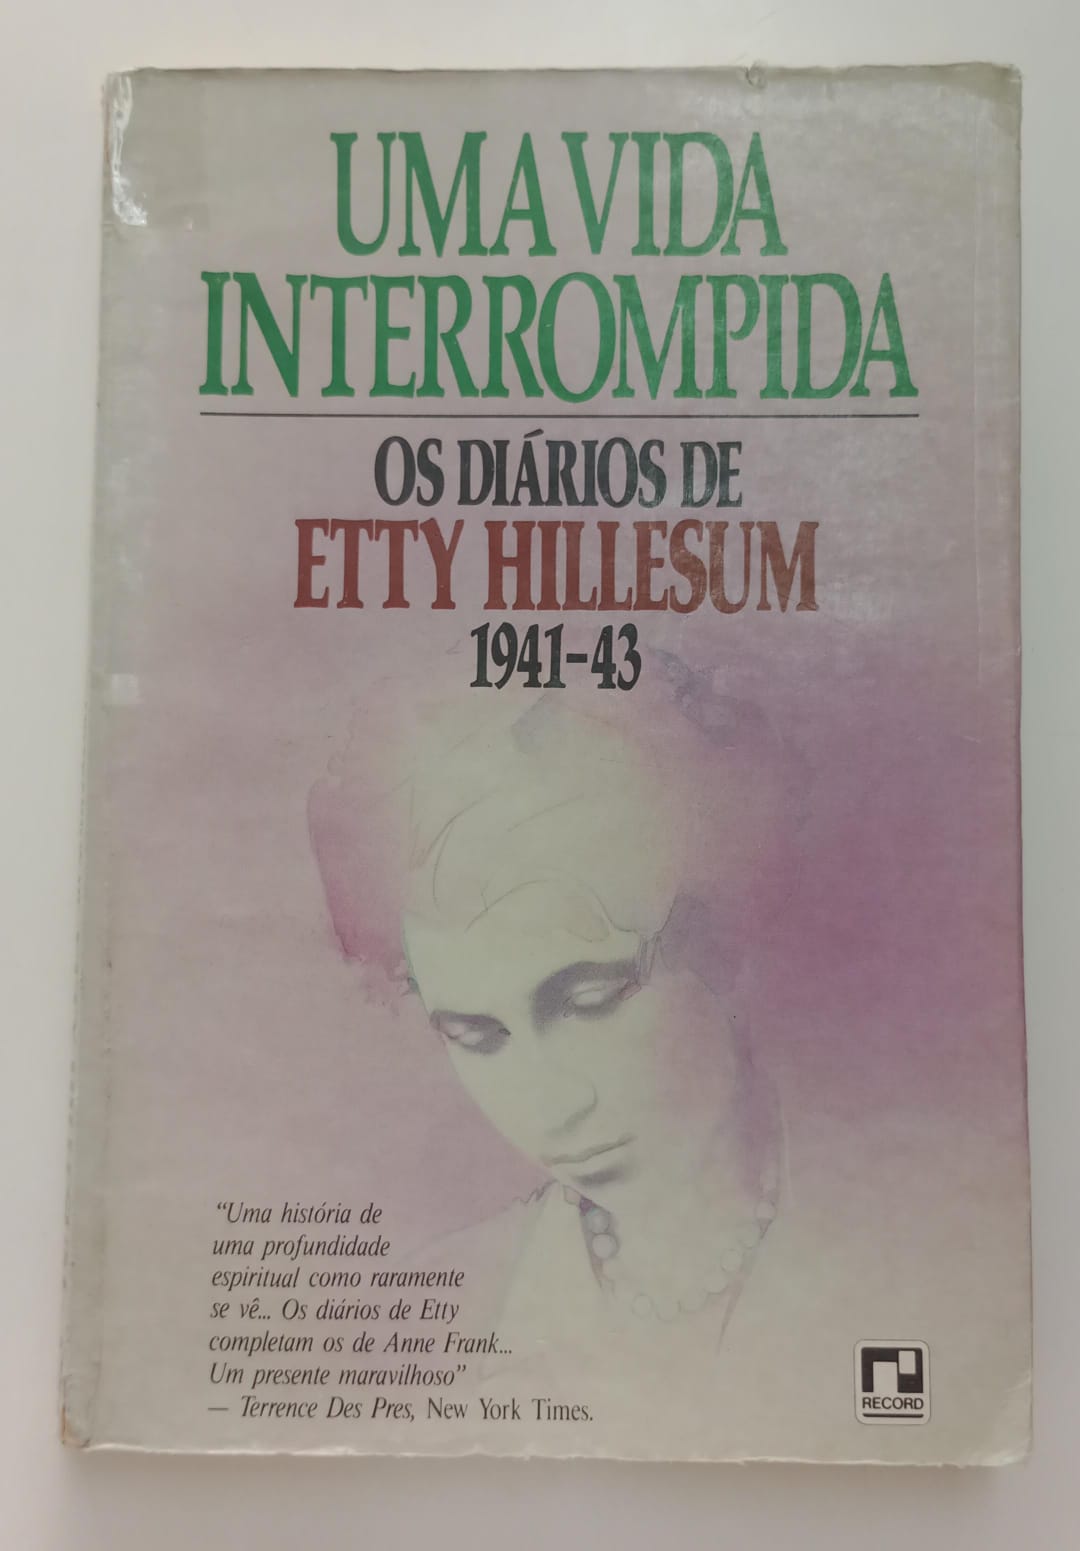 UMA VIDA
INTERROMPIDA
OS DIÁRIOS DE
ETTY HILLESUM
1941-43
“Uma história de
uma profundidade
espiritual como raramente
se vê... Os diários de Etty
completam os de Anne Frank...
Um presente maravilhoso”
— Terrence Des Pres, New York Times.
RECORD